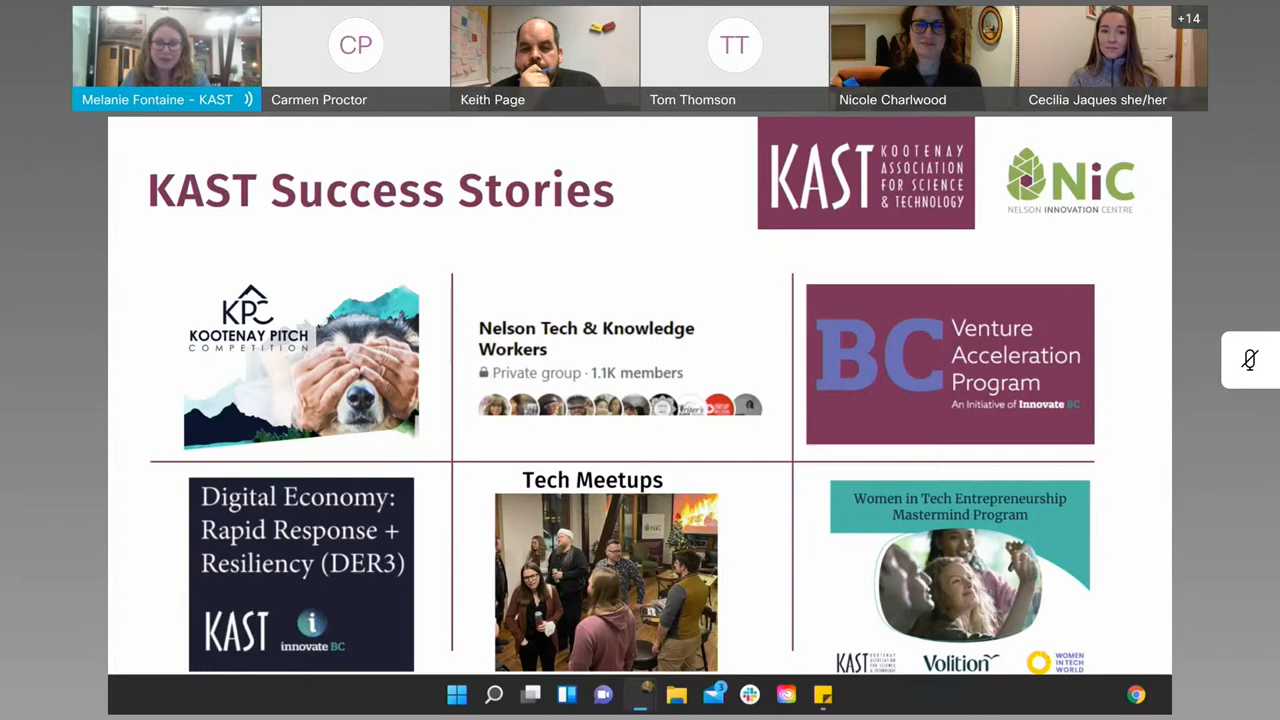 +14
CP
TT
Melanie Fontaine - KAST
Carmen Proctor
Keith Page
Tom Thomson
Nicole Charlwood
Cecilia Jaques she/her
KAST Success Stories
KAST
KOOTENAY
ASSOCIATION
FOR SCIENCE
& TECHNOLOGY
NiC
NELSON INNOVATION CENTRE
KPC
KOOTENAY PITCH
COMPETITION
Nelson Tech & Knowledge
Workers
Private group · 1.1K members
BC
Venture
Acceleration
Program
An Initiative of Innovate BC
Digital Economy:
Rapid Response +
Resiliency (DER3)
KAST
innovate BC
Tech Meetups
NiC
Women in Tech Entrepreneurship
Mastermind Program
KAST
KOOTENAY
ASSOCIATION
FOR SCIENCE
& TECHNOLOGY
Volition
WOMEN
IN TECH
WORLD
3